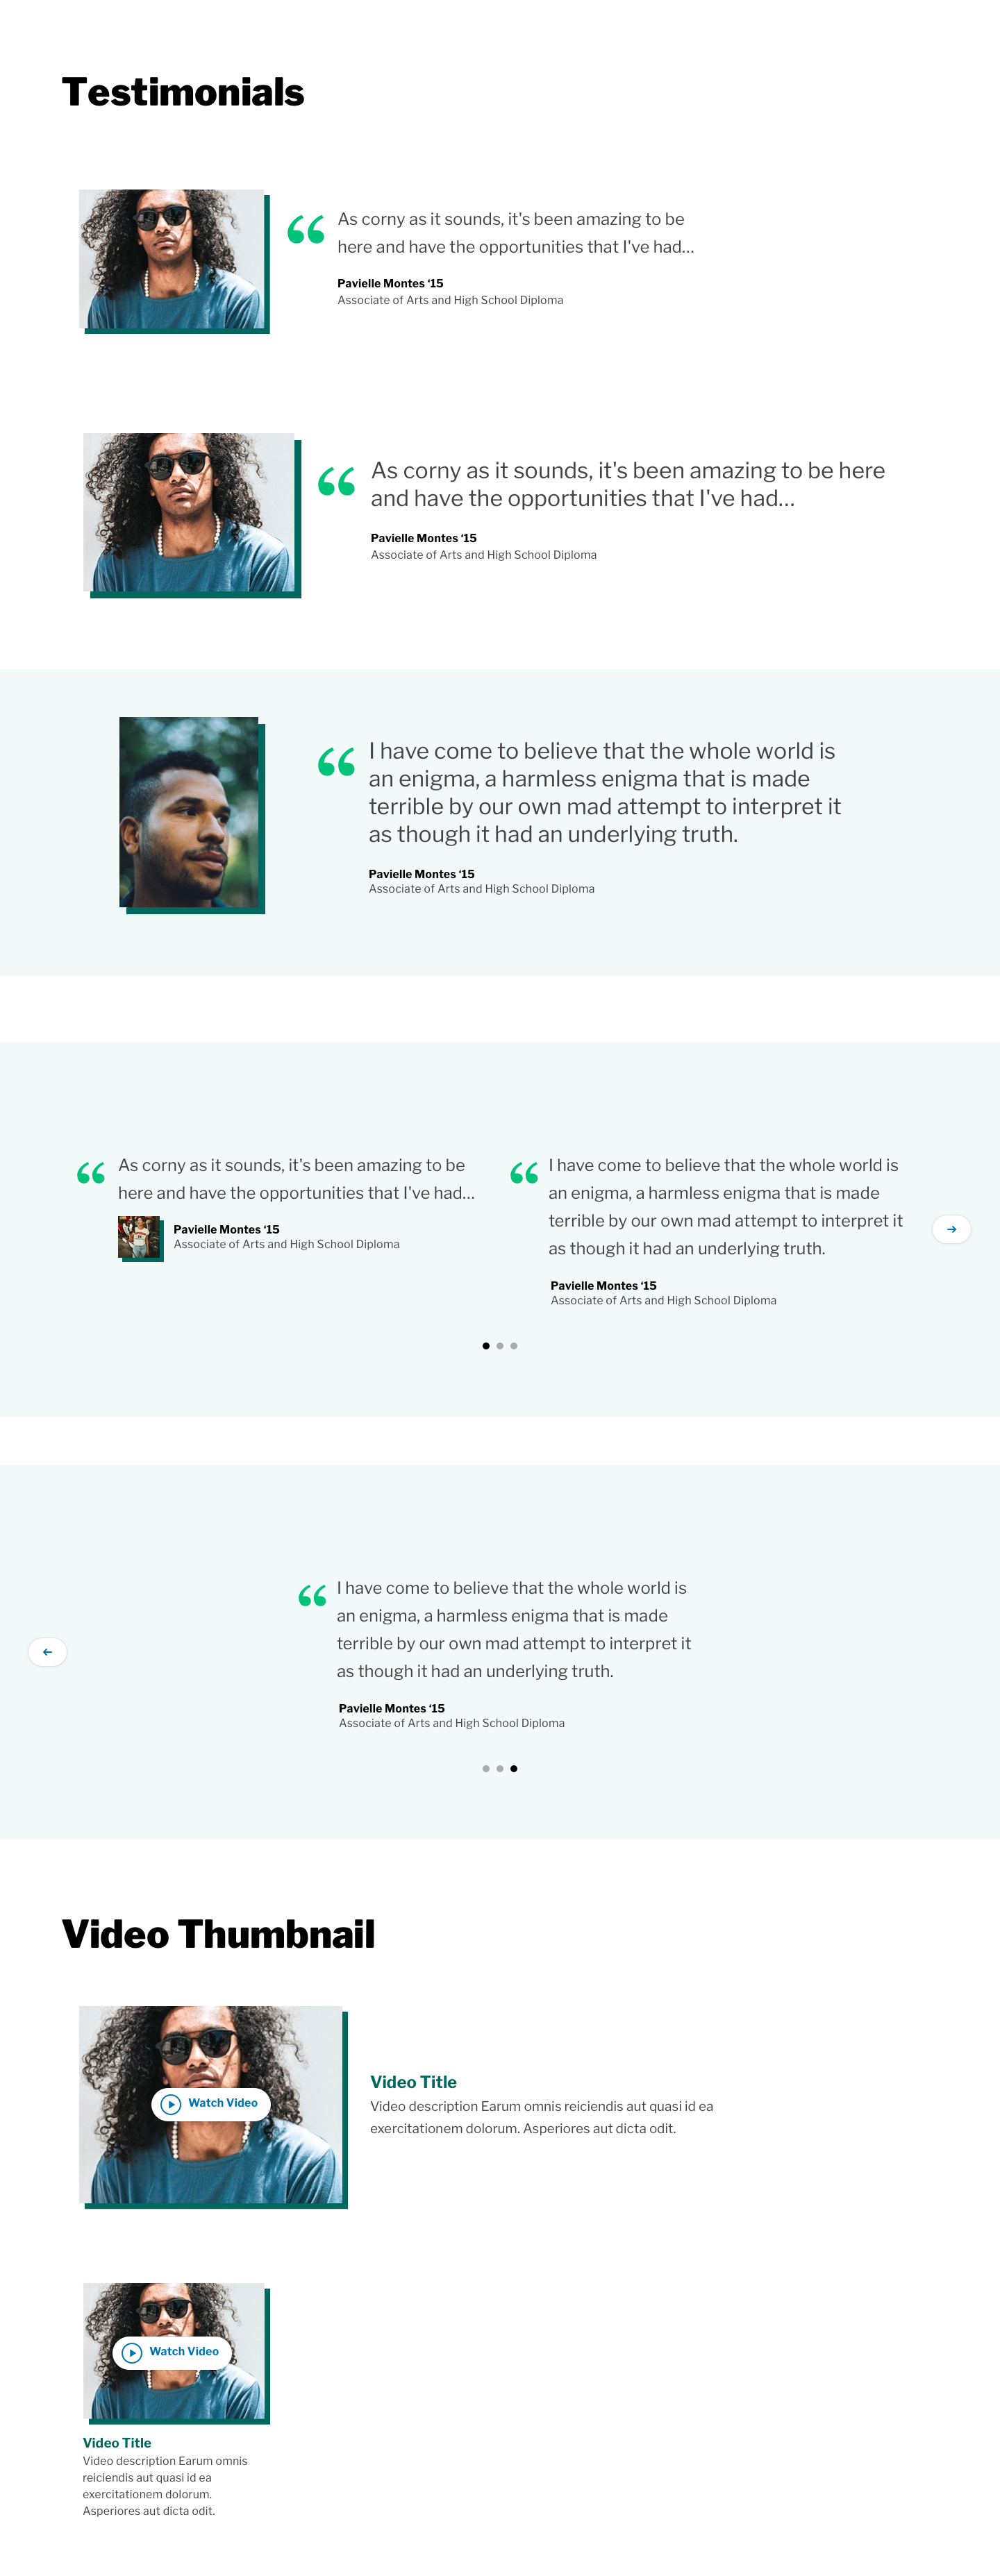 Testimonials
As corny as it sounds, it's been amazing to be
here and have the opportunities that I've had...
Pavielle Montes ‘15
Associate of Arts and High School Diploma
As corny as it sounds, it's been amazing to be here
and have the opportunities that I've had...
Pavielle Montes ‘15
Associate of Arts and High School Diploma
I have come to believe that the whole world is
an enigma, a harmless enigma that is made
terrible by our own mad attempt to interpret it
as though it had an underlying truth.
Pavielle Montes ‘15
Associate of Arts and High School Diploma
As corny as it sounds, it's been amazing to be
here and have the opportunities that I've had...
Pavielle Montes ‘15
Associate of Arts and High School Diploma
I have come to believe that the whole world is
an enigma, a harmless enigma that is made
terrible by our own mad attempt to interpret it
as though it had an underlying truth.
Pavielle Montes ‘15
Associate of Arts and High School Diploma
I have come to believe that the whole world is
an enigma, a harmless enigma that is made
terrible by our own mad attempt to interpret it
as though it had an underlying truth.
Pavielle Montes ‘15
Associate of Arts and High School Diploma
Video Thumbnail
Watch Video
Video Title
Video description Earum omnis reiciendis aut quasi id ea
exercitationem dolorum. Asperiores aut dicta odit.
Watch Video
Video Title
Video description Earum omnis
reiciendis aut quasi id ea
exercitationem dolorum.
Asperiores aut dicta odit.